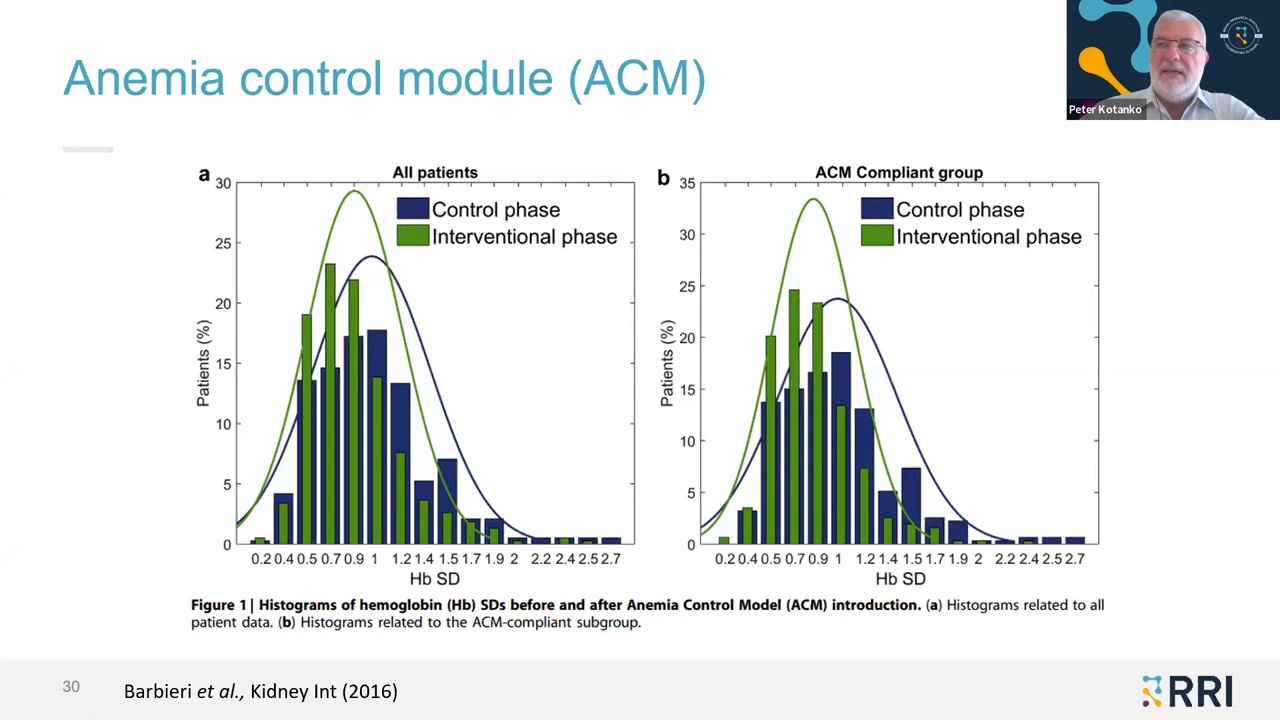 Anemia control module (ACM)
Peter Kotanko
a
All patients
30
25
20
15
10
5
0
Patients (%)
Control phase
Interventional phase
0.2 0.4 0.5 0.7 0.9 1 1.2 1.4 1.5 1.7 1.9 2 2.2 2.4 2.5 2.7
Hb SD
b
ACM Compliant group
35
30
25
20
15
10
5
0
Patients (%)
Control phase
Interventional phase
0.2 0.4 0.5 0.7 0.9 1 1.2 1.4 1.5 1.7 1.9 2 2.2 2.4 2.5 2.7
Hb SD
Figure 1 | Histograms of hemoglobin (Hb) SDs before and after Anemia Control Model (ACM) introduction. (a) Histograms related to all
patient data. (b) Histograms related to the ACM-compliant subgroup.
30
Barbieri et al., Kidney Int (2016)
RRI